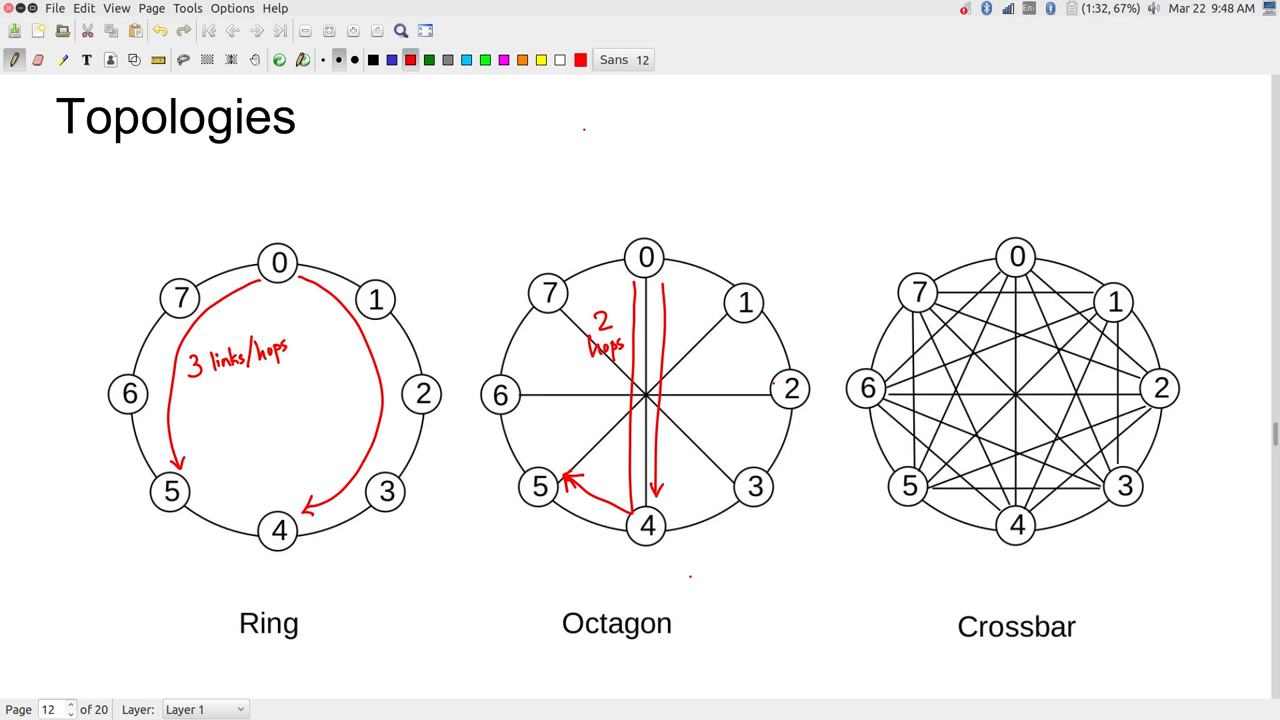 File Edit View Page Tools Options Help
(1:32, 67%) Mar 22 9:48 AM
En
T
Sans 12
Topologies
0
7 1
3 links/hops
6 2
5 3
4
Ring
0
7 1
2
hops
6 2
5 3
4
Octagon
0
7 1
6 2
5 3
4
Crossbar
Page 12 of 20 Layer: Layer 1